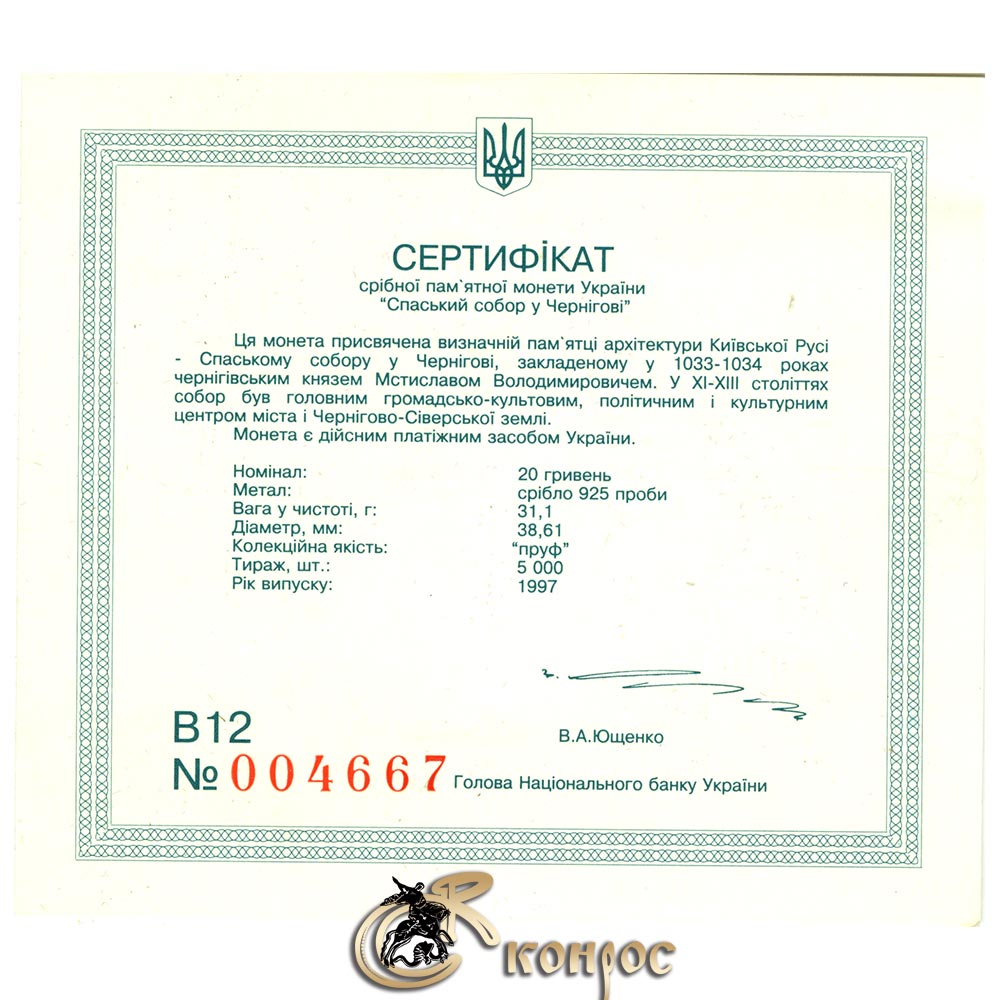 СЕРТИФІКАТ
срібної пам`ятної монети України
“Спаський собор у Чернігові”
Ця монета присвячена визначній пам`ятці архітектури Київської Русі
- Спаському собору у Чернігові, закладеному у 1033-1034 роках
чернігівським князем Мстиславом Володимировичем. У XI-XIII століттях
собор був головним громадсько-культовим, політичним і культурним
центром міста і Чернігово-Сіверської землі.
Монета є дійсним платіжним засобом України.
Номінал: 20 гривень
Метал: срібло 925 проби
Вага у чистоті, г: 31,1
Діаметр, мм: 38,61
Колекційна якість: “пруф”
Тираж, шт.: 5 000
Рік випуску: 1997
В12
В.А.Ющенко
№ 004667 Голова Національного банку України
R
конрос